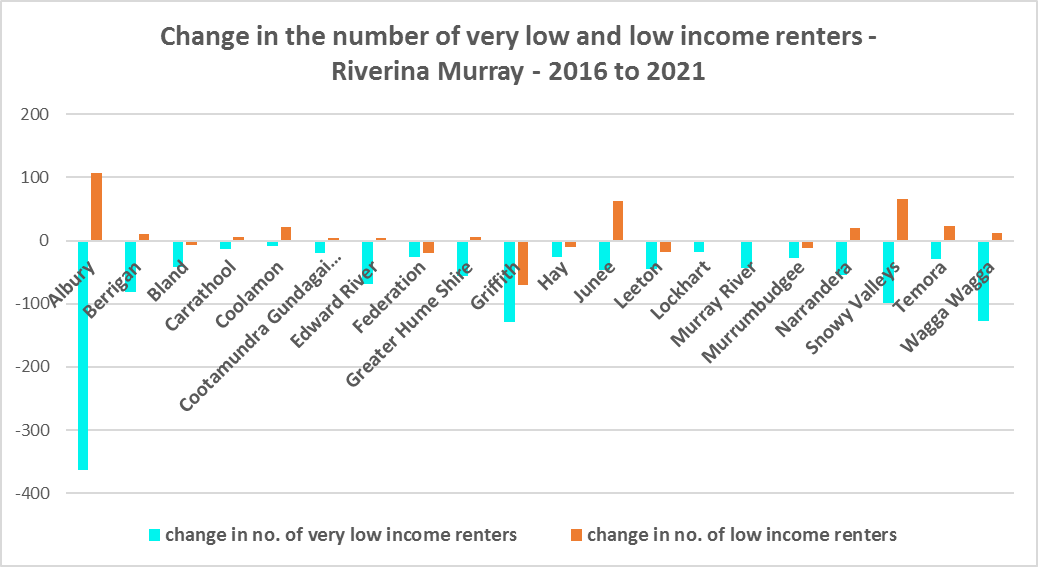 Change in the number of very low and low income renters -
Riverina Murray - 2016 to 2021
200
100
0
-100
-200
-300
-400
Albury
Berrigan
Bland
Carrathool
Coolamon
Cootamundra Gundagai…
Edward River
Federation
Greater Hume Shire
Griffith
Hay
Junee
Leeton
Lockhart
Murray River
Murrumbudgee
Narrandera
Snowy Valleys
Temora
Wagga Wagga
change in no. of very low income renters
change in no. of low income renters